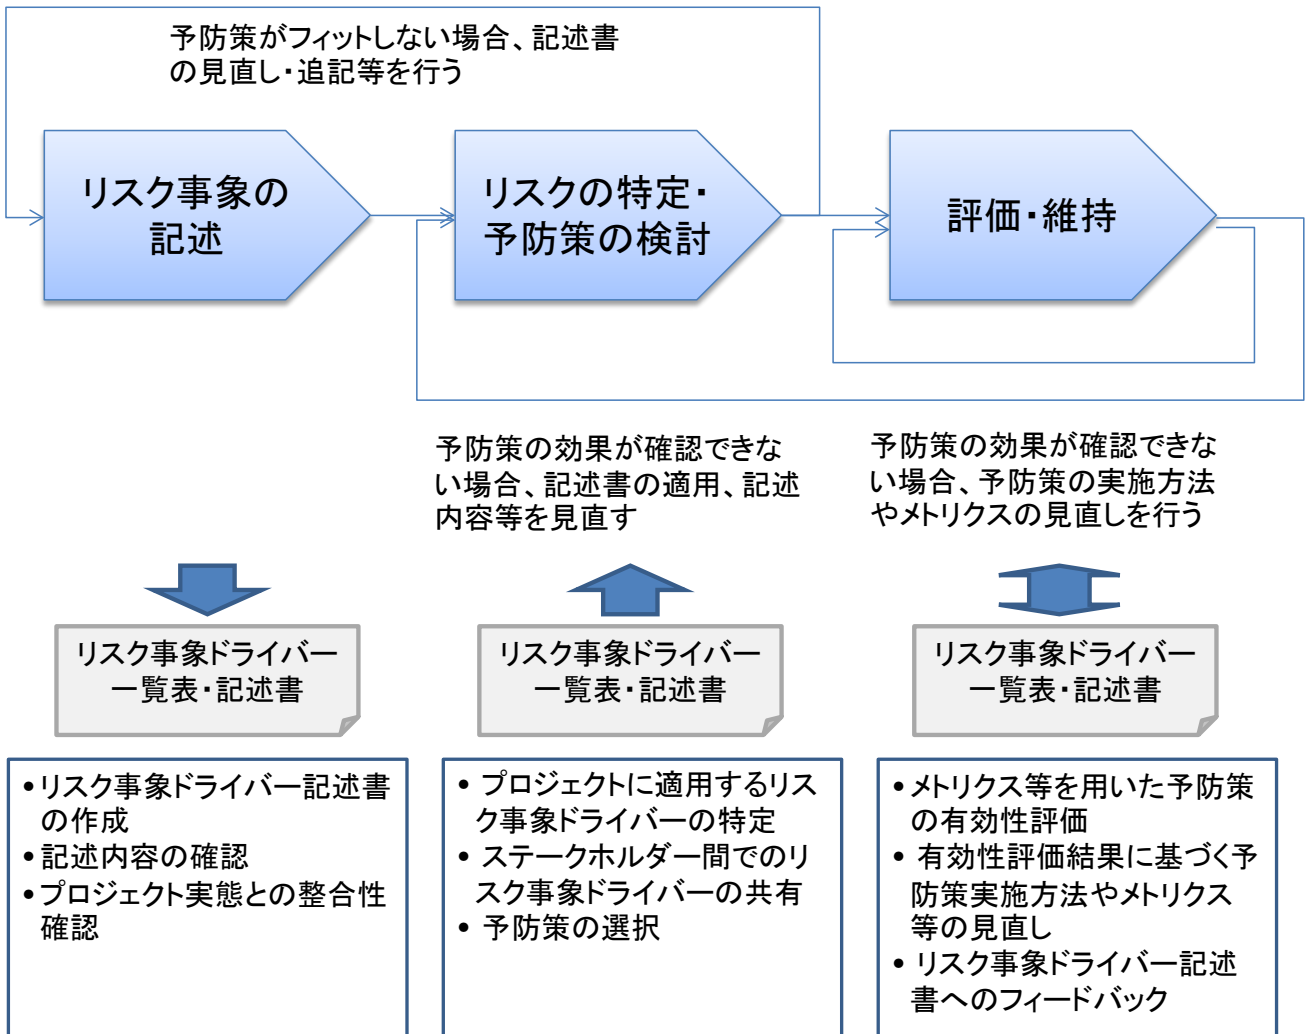 予防策がフィットしない場合、記述書
の見直し・追記等を行う
リスク事象の
記述
リスクの特定・
予防策の検討
評価・維持
予防策の効果が確認できな
い場合、記述書の適用、記述
内容等を見直す
予防策の効果が確認できな
い場合、予防策の実施方法
やメトリクスの見直しを行う
リスク事象ドライバー
一覧表・記述書
リスク事象ドライバー
一覧表・記述書
リスク事象ドライバー
一覧表・記述書
•リスク事象ドライバー記述書
の作成
•記述内容の確認
•プロジェクト実態との整合性
確認
• プロジェクトに適用するリス
ク事象ドライバーの特定
• ステークホルダー間でのリ
スク事象ドライバーの共有
• 予防策の選択
•メトリクス等を用いた予防策
の有効性評価
• 有効性評価結果に基づく予
防策実施方法やメトリクス
等の見直し
• リスク事象ドライバー記述
書へのフィードバック